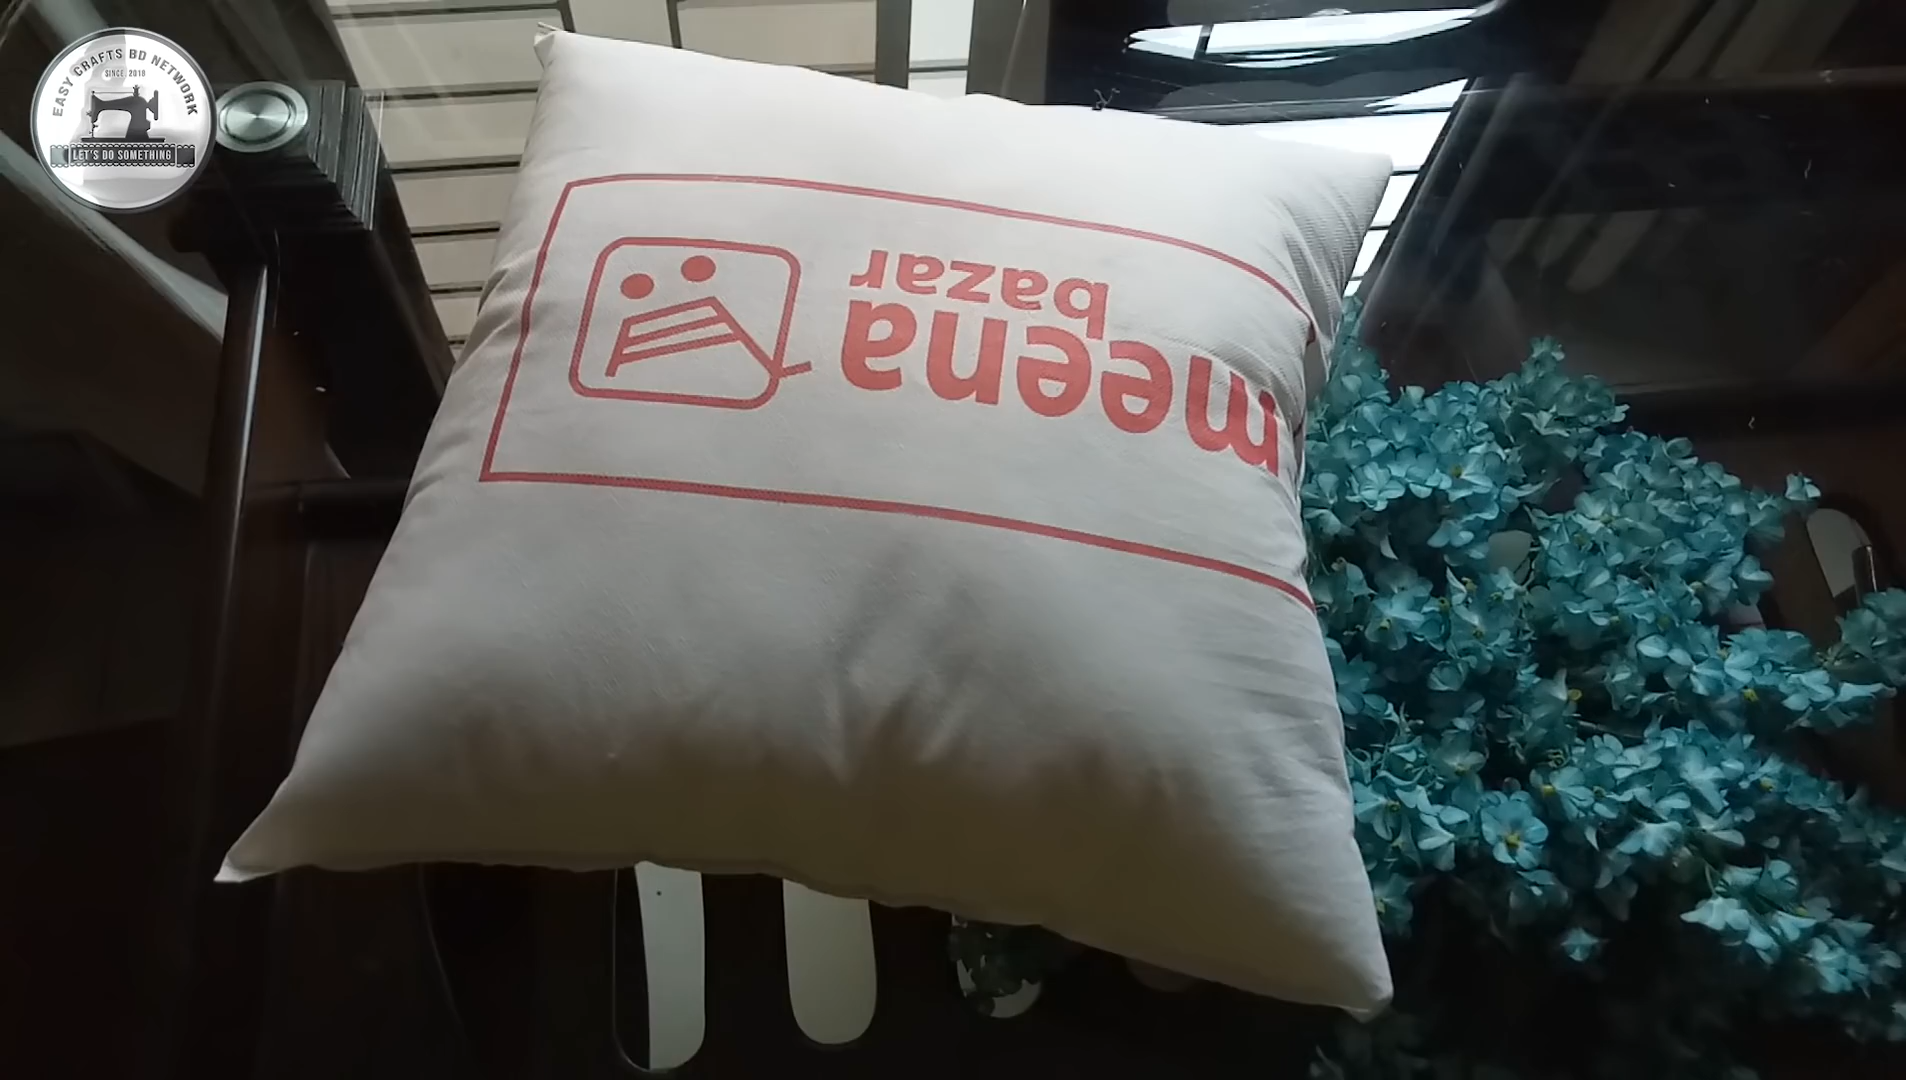 EASY CRAFTS BD NETWORK
SINCE 2018
LET'S DO SOMETHING
meena
bazar